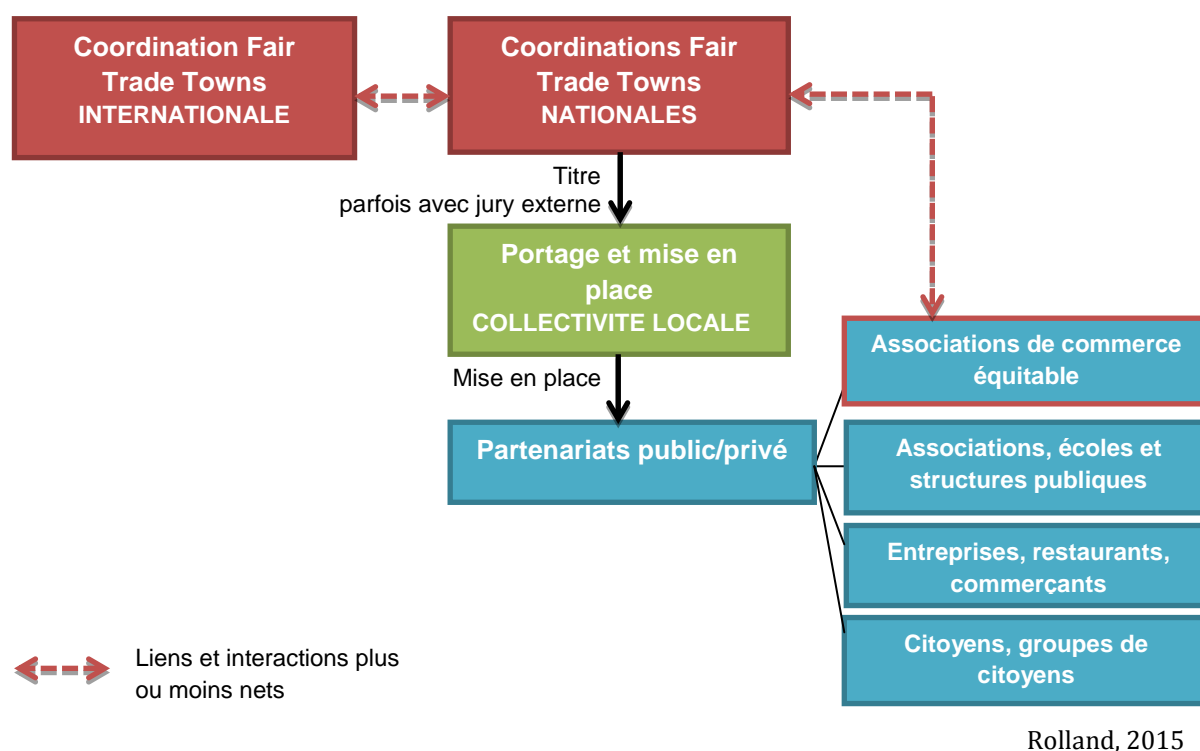 Coordination Fair
Trade Towns
INTERNATIONALE
Coordinations Fair
Trade Towns
NATIONALES
Titre
parfois avec jury externe
Portage et mise en
place
COLLECTIVITE LOCALE
Mise en place
Partenariats public/privé
Associations de commerce
équitable
Associations, écoles et
structures publiques
Entreprises, restaurants,
commerçants
Citoyens, groupes de
citoyens
Liens et interactions plus
ou moins nets
Rolland, 2015